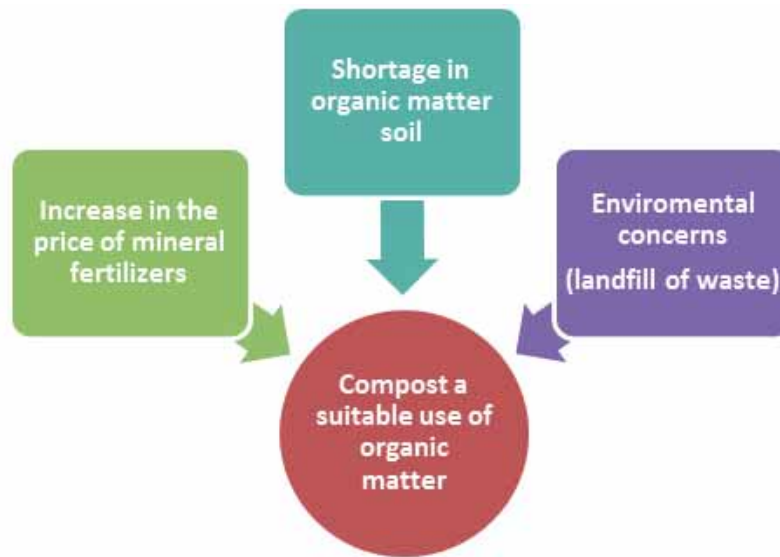 Shortage in
organic matter
soil
Increase in the
price of mineral
fertilizers
Enviromental
concerns
(landfill of waste)
Compost a
suitable use of
organic
matter